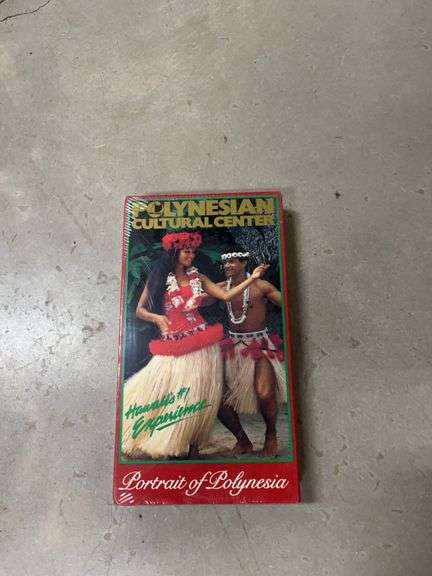 POLYNESIAN
CULTURAL CENTER
Hawaii's #1
Experience
Portrait of Polynesia